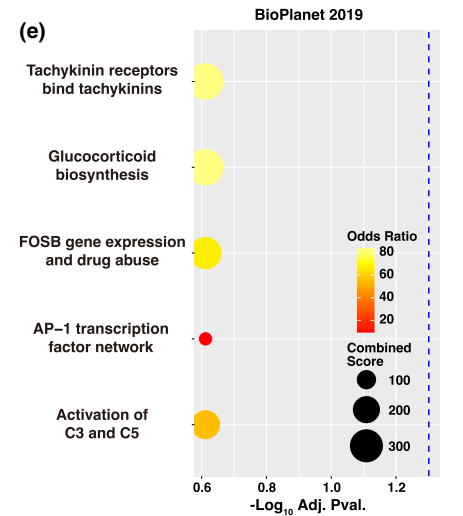 (e)
BioPlanet 2019
Tachykinin receptors
bind tachykinins
Glucocorticoid
biosynthesis
FOSB gene expression
and drug abuse
AP−1 transcription
factor network
Activation of
C3 and C5
Odds Ratio
80
60
40
20
Combined
Score
100
200
300
0.6 0.8 1.0 1.2
-Log10 Adj. Pval.